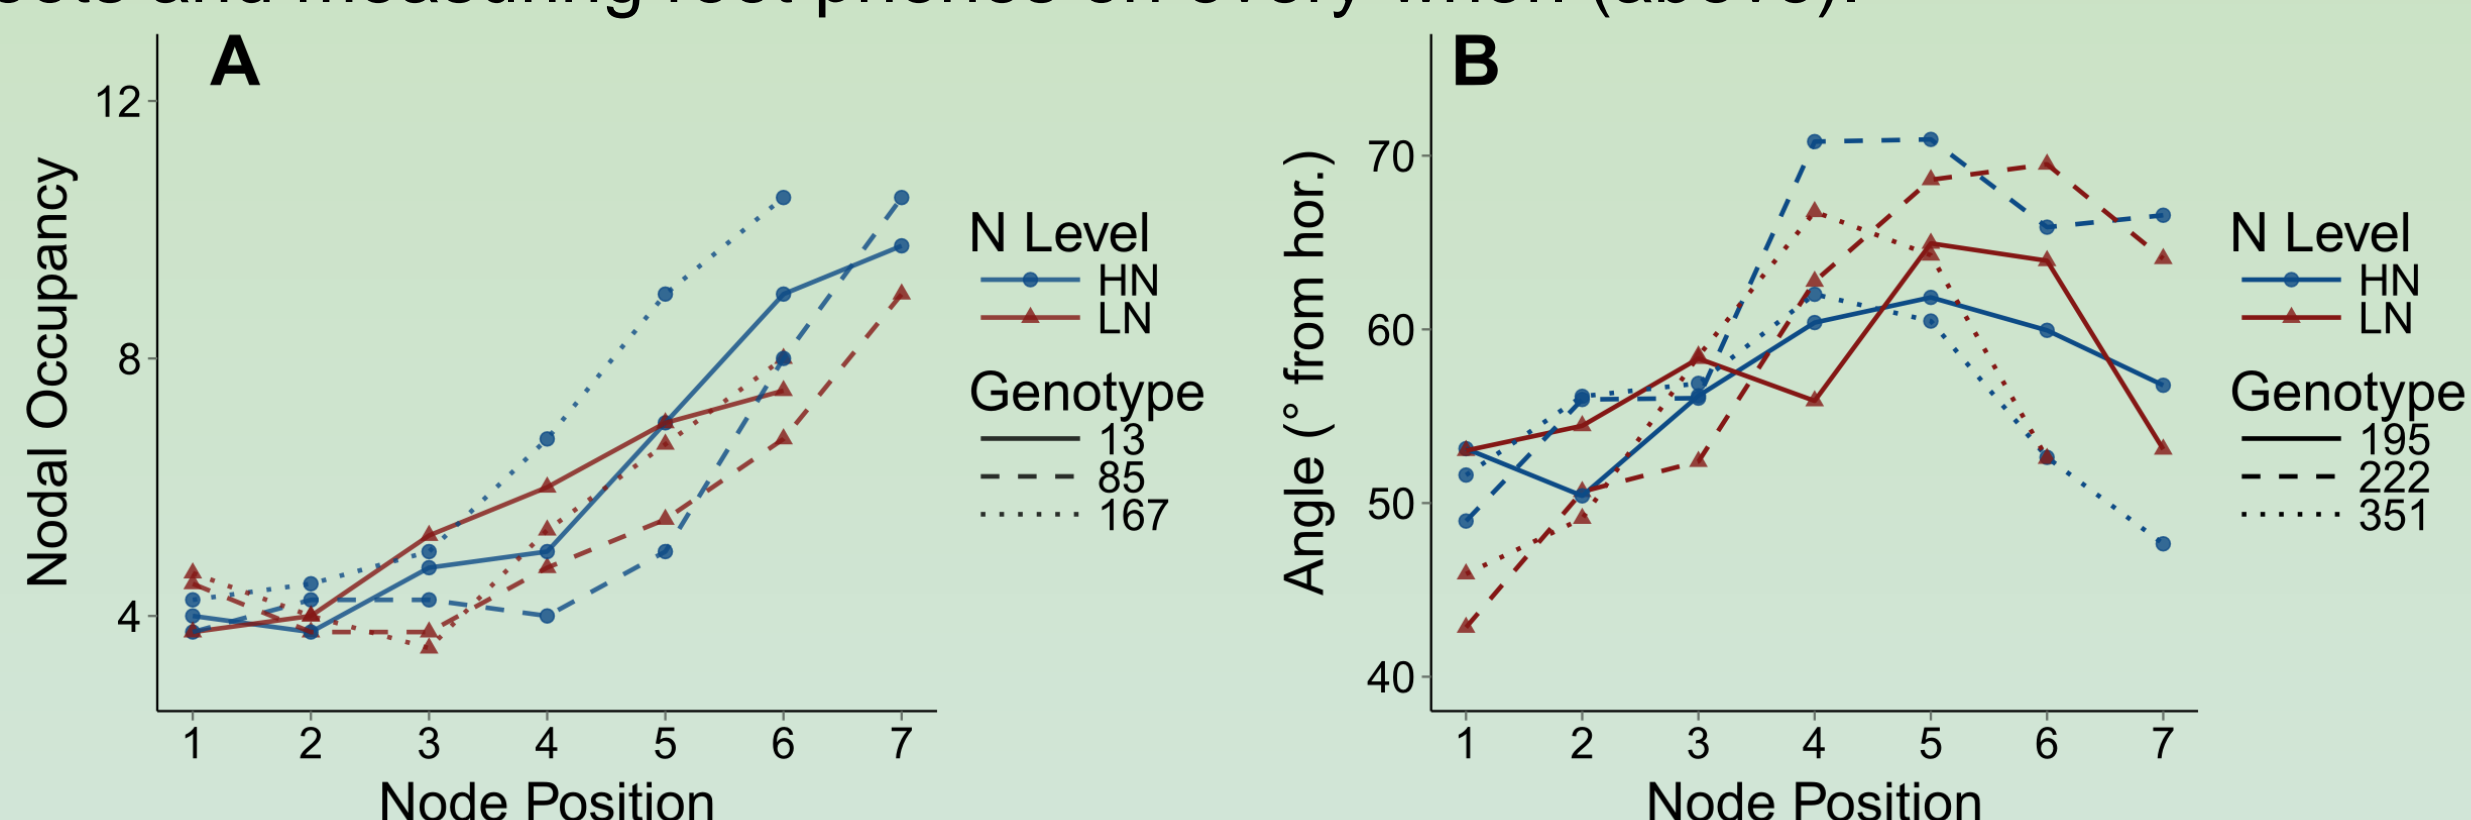 A
12
8
4
Nodal Occupancy
1 2 3 4 5 6 7
Node Position
N Level
HN
LN
Genotype
13
85
167
B
70
60
50
40
Angle (° from hor.)
1 2 3 4 5 6 7
Node Position
N Level
HN
LN
Genotype
195
222
351